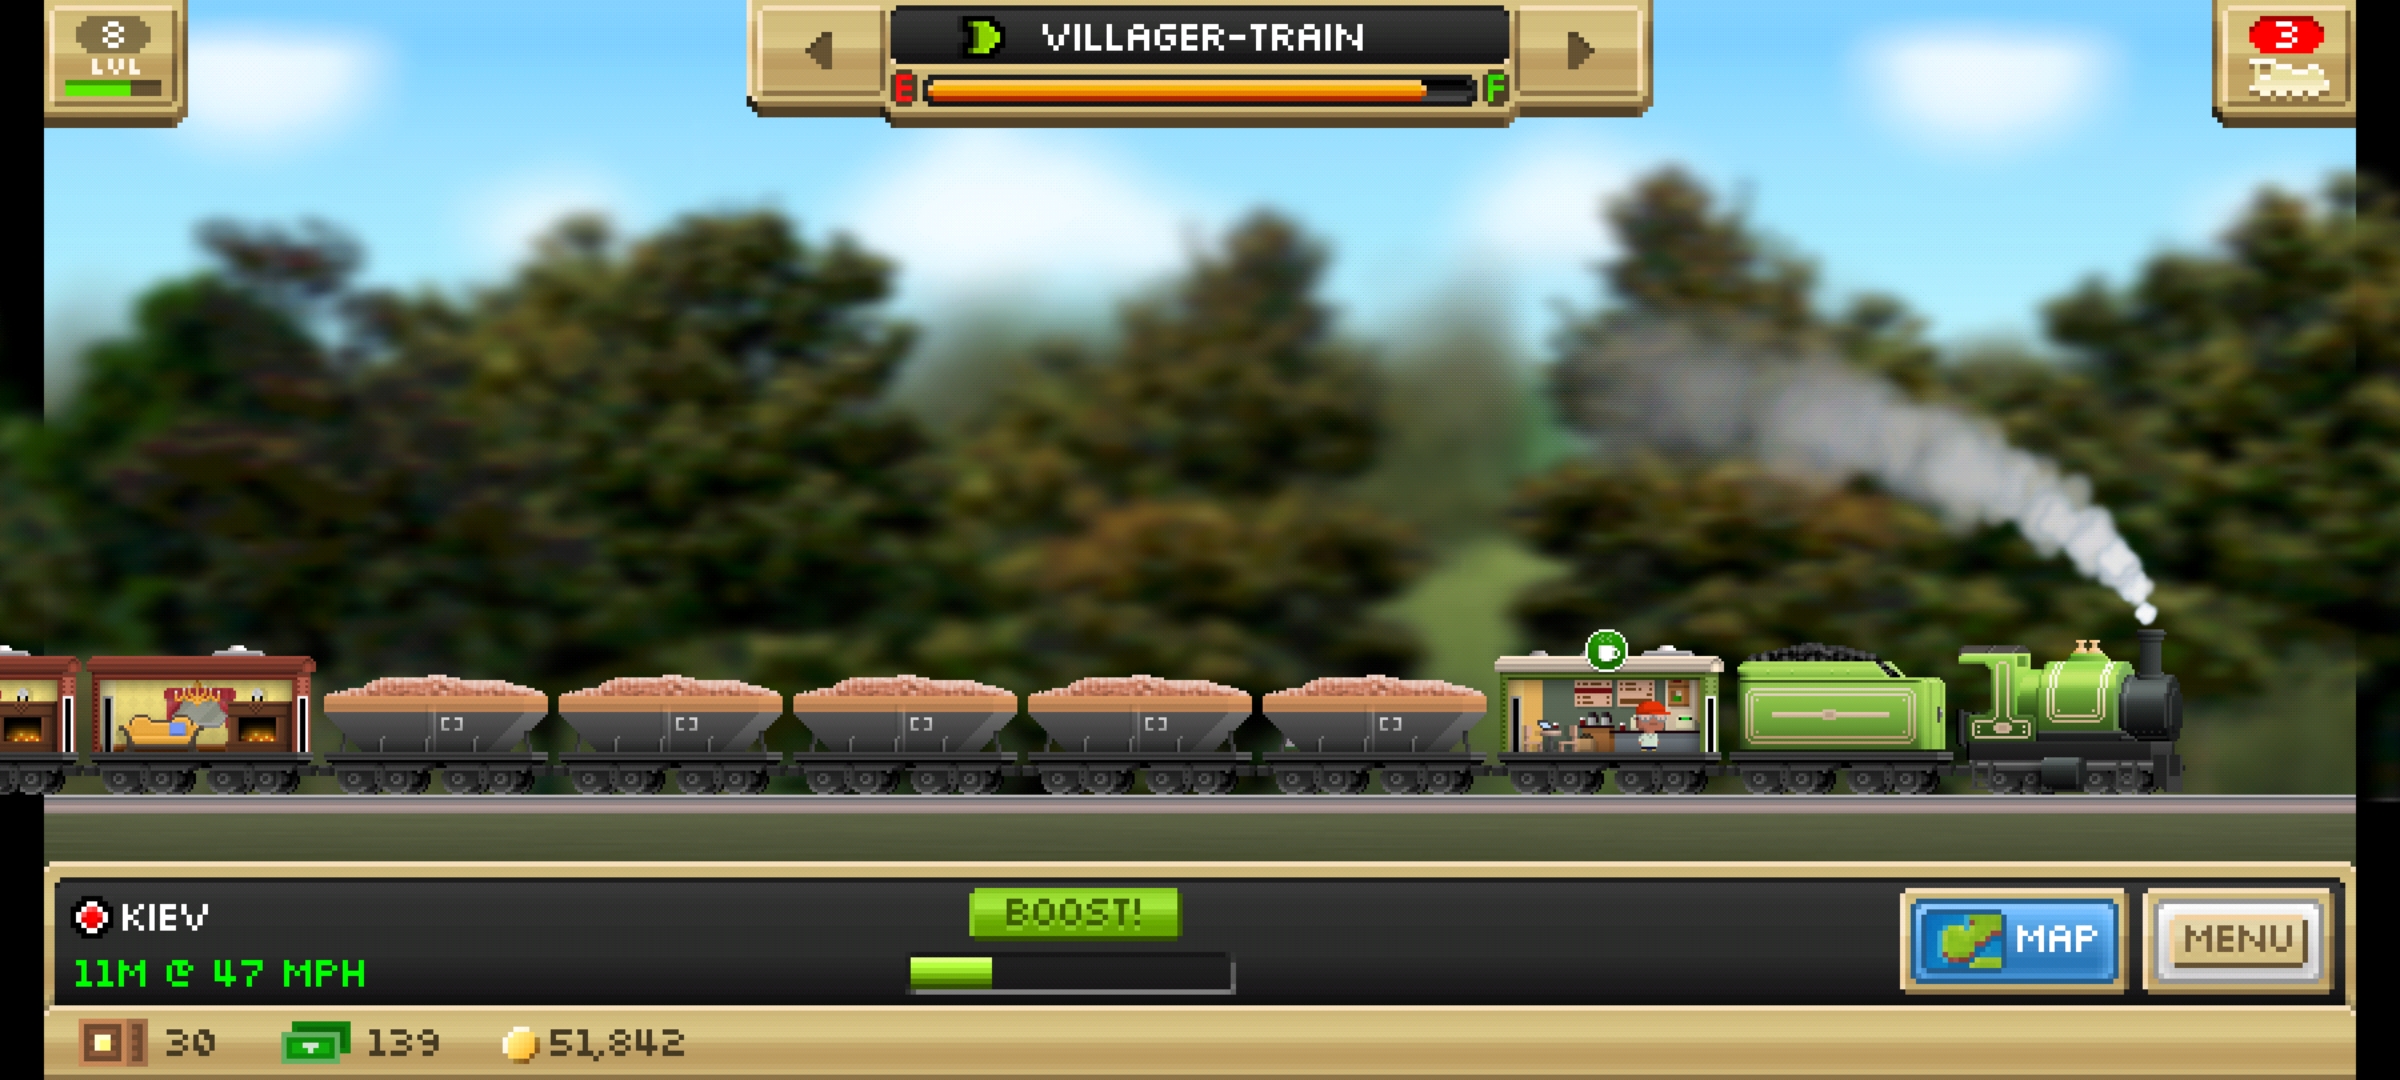 8
LVL
VILLAGER-TRAIN
E F
3
KIEV
11M @ 47 MPH
BOOST!
MAP
MENU
30
139
51,842